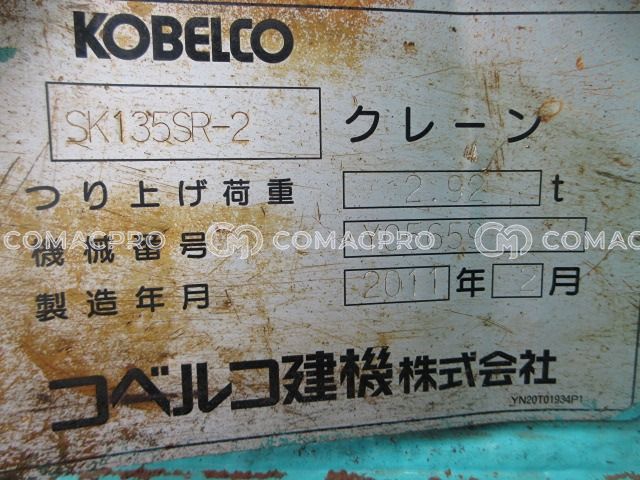 KOBELCO
SK135SR-2 クレーン
つり上げ荷重 2.92 t
機械番号
製造年月 2011 年 2 月
コベルコ建機株式会社
YN20T01934P1
COMACPRO COMACPRO COMAC